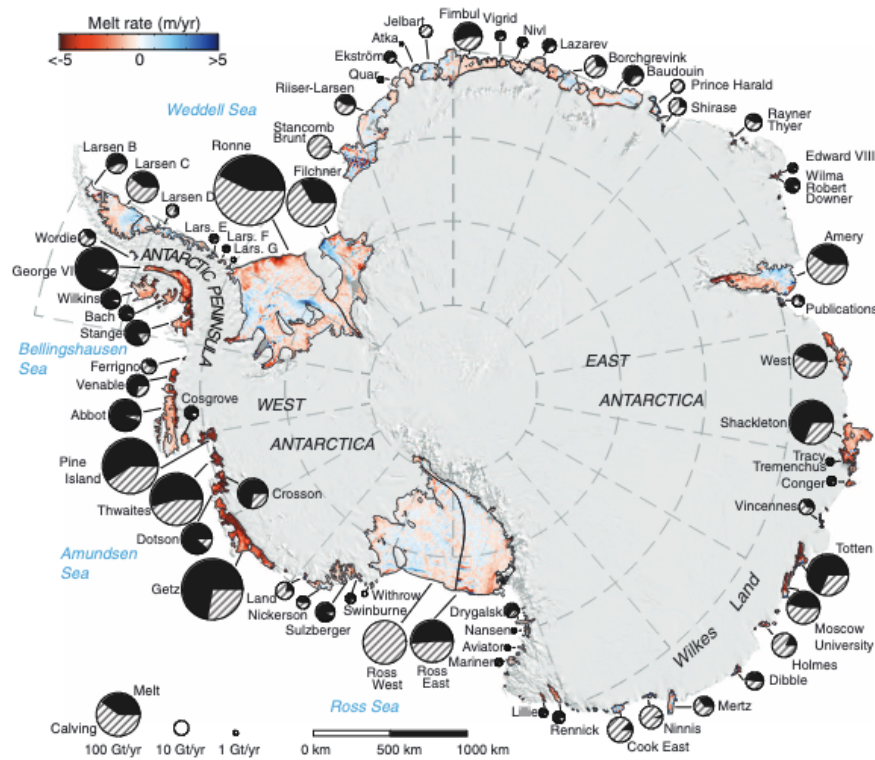 Melt rate (m/yr)
<-5
0
>5
Weddell Sea
Jelbart
Atka
Ekström
Quar
Riiser-Larsen
Stancomb
Brunt
Fimbul
Vigrid
Nivl
Lazarev
Borchgrevink
Baudouin
Prince Harald
Shirase
Rayner
Thyer
Edward VIII
Wilma
Robert
Downer
Amery
Publications
West
Shackleton
Tracy
Tremenchus
Conger
Vincennes
Totten
Moscow
University
Holmes
Dibble
Mertz
Ninnis
Cook East
Rennick
Mariner
Aviator
Nansen
Drygalski
Ross
East
Ross
West
Withrow
Swinburne
Sulzberger
Nickerson
Land
Getz
Dotson
Crosson
Thwaites
Pine
Island
Cosgrove
Abbot
Venable
Ferrigno
Stange
Bach
Wilkins
George VI
Wordie
Larsen B
Larsen C
Larsen D
Lars. E
Lars. F
Lars. G
Ronne
Filchner
ANTARCTIC PENINSULA
Bellingshausen
Sea
Amundsen
Sea
Ross Sea
WEST
ANTARCTICA
EAST
ANTARCTICA
Wilkes Land
Melt
Calving
100 Gt/yr
10 Gt/yr
1 Gt/yr
0 km
500 km
1000 km